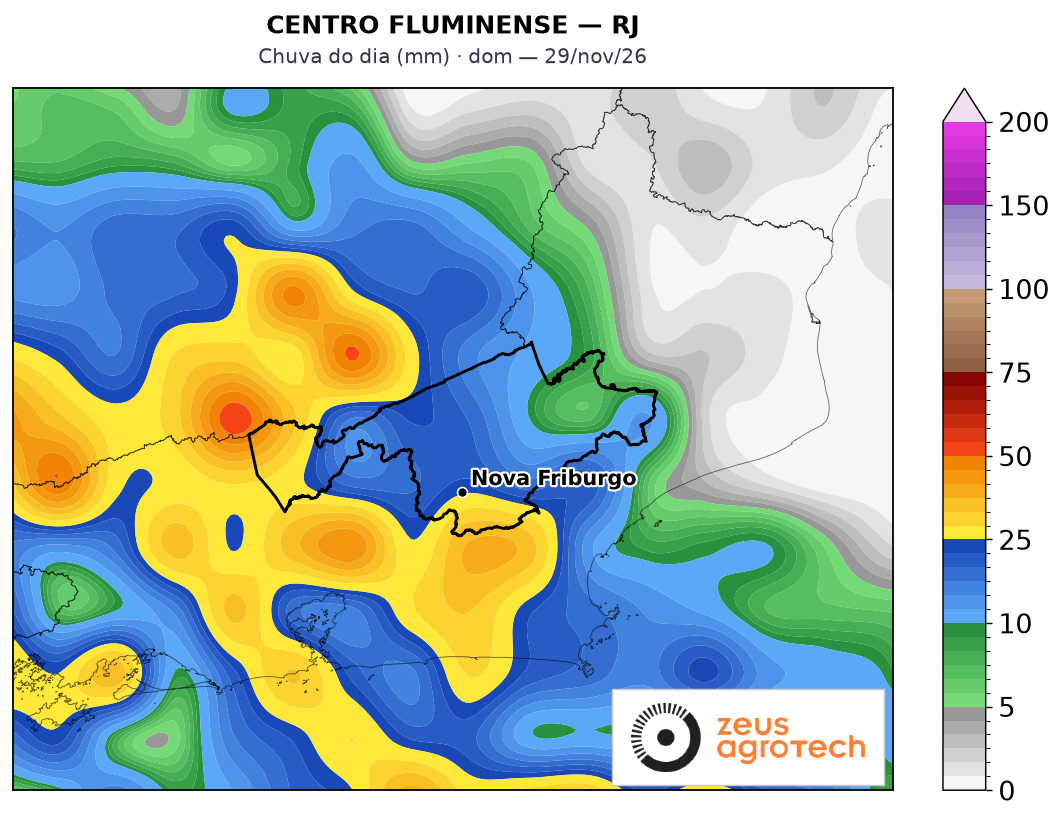 CENTRO FLUMINENSE — RJ
Chuva do dia (mm) · dom — 29/nov/26
200
150
100
75
50
25
10
5
0
Nova Friburgo
zeus
agrotech